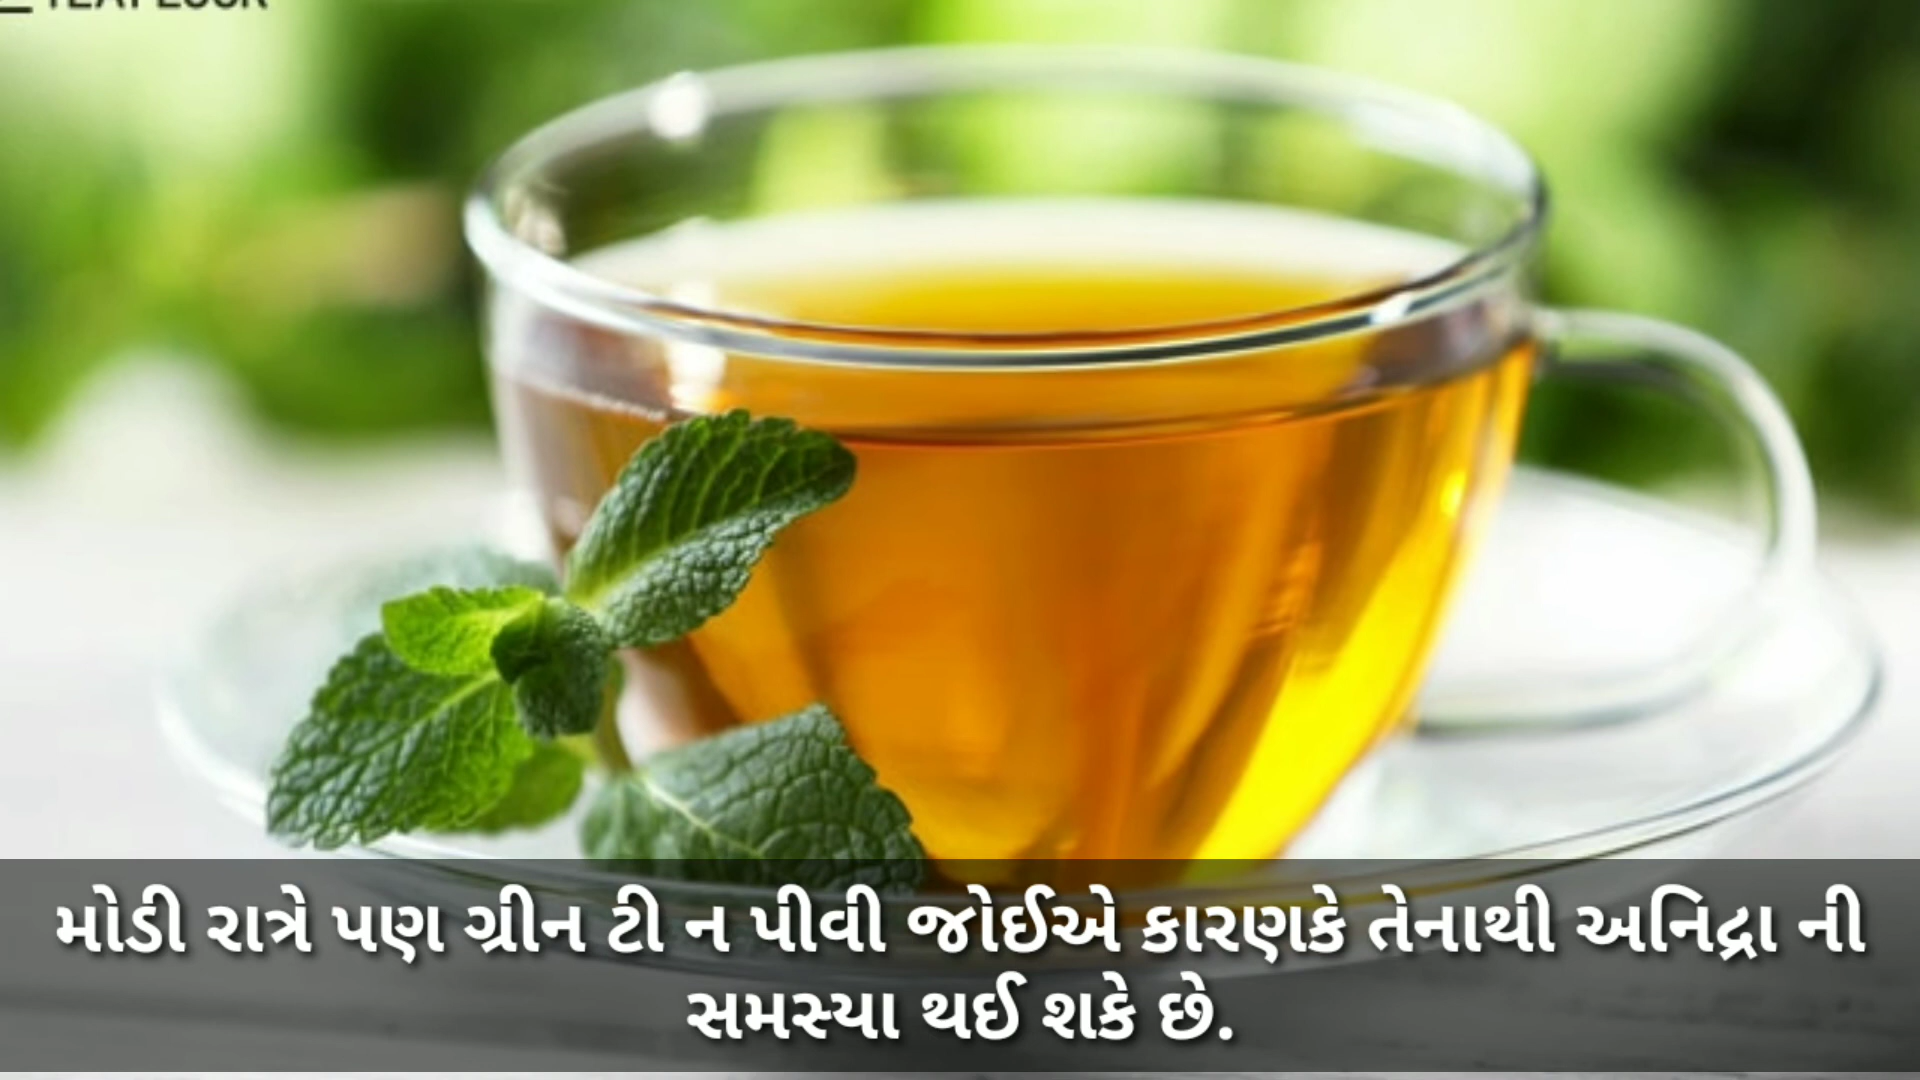 મોડી રાત્રે પણ ગ્રીન ટી ન પીવી જોઈએ કારણકે તેનાથી અનિદ્રા ની
સમસ્યા થઈ શકે છે.